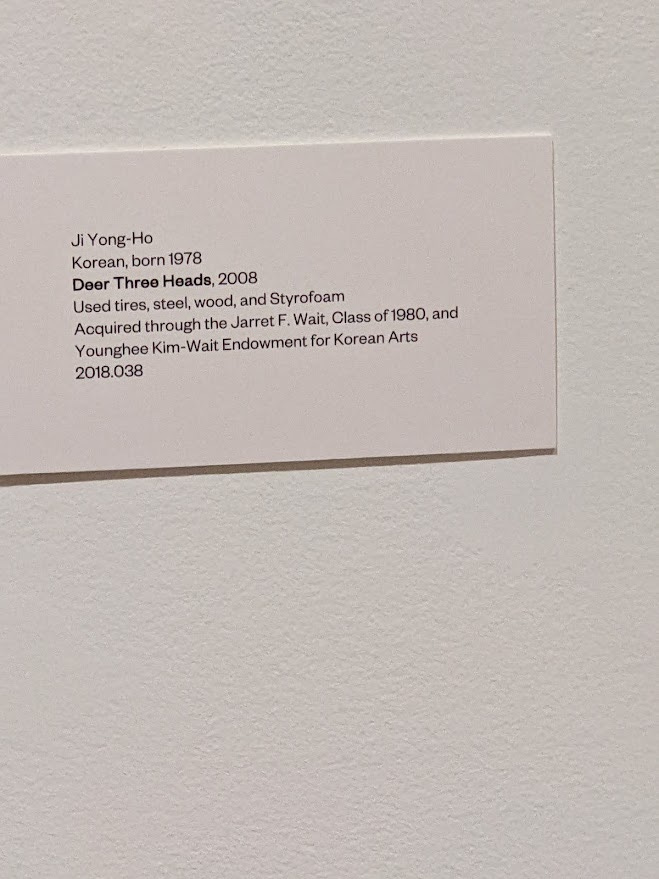 Ji Yong-Ho
Korean, born 1978
Deer Three Heads, 2008
Used tires, steel, wood, and Styrofoam
Acquired through the Jarret F. Wait, Class of 1980, and
Younghee Kim-Wait Endowment for Korean Arts
2018.038